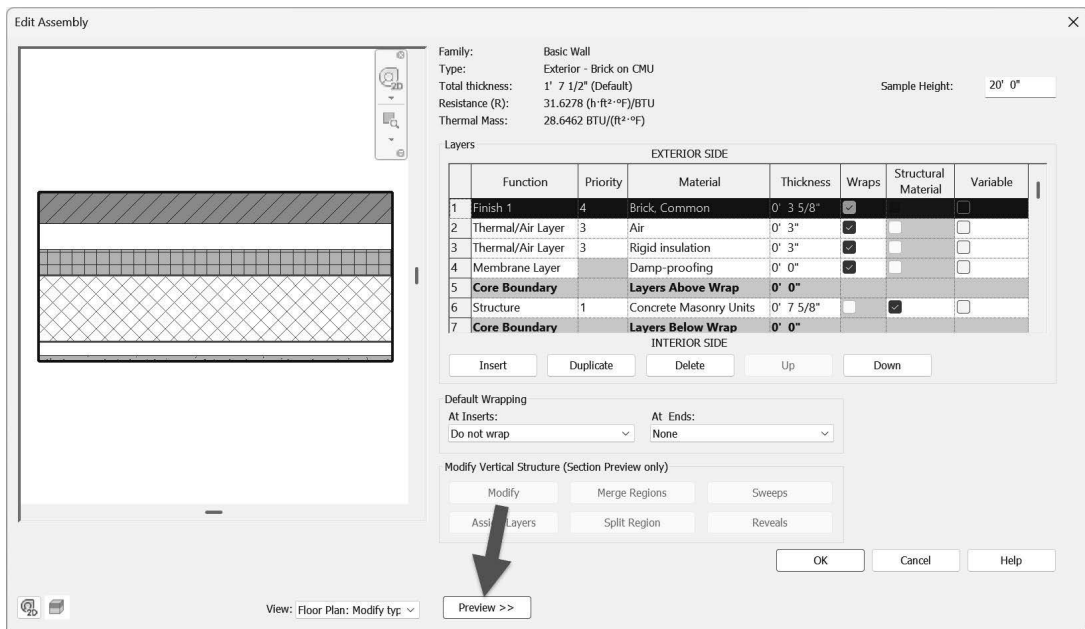 Edit Assembly
2D
Family: Basic Wall
Type: Exterior - Brick on CMU
Total thickness: 1' 7 1/2" (Default)
Sample Height: 20' 0"
Resistance (R): 31.6278 (h·ft²·°F)/BTU
Thermal Mass: 28.6462 BTU/(ft²·°F)
Layers
EXTERIOR SIDE
Function Priority Material Thickness Wraps Structural Material Variable
1 Finish 1 4 Brick, Common 0' 3 5/8"
2 Thermal/Air Layer 3 Air 0' 3"
3 Thermal/Air Layer 3 Rigid insulation 0' 3"
4 Membrane Layer Damp-proofing 0' 0"
5 Core Boundary Layers Above Wrap 0' 0"
6 Structure 1 Concrete Masonry Units 0' 7 5/8"
7 Core Boundary Layers Below Wrap 0' 0"
INTERIOR SIDE
Insert Duplicate Delete Up Down
Default Wrapping
At Inserts: At Ends:
Do not wrap None
Modify Vertical Structure (Section Preview only)
Modify Merge Regions Sweeps
Layers Split Region Reveals
OK Cancel Help
2D View: Floor Plan: Modify typ Preview >>